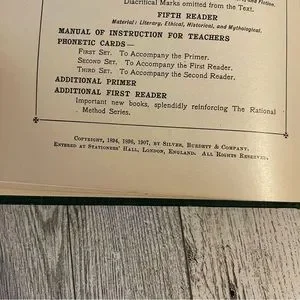 Diacritical Marks omitted from the Text.
FIFTH READER
Material: Literary, Ethical, Historical, and Mythological.
MANUAL OF INSTRUCTION FOR TEACHERS
PHONETIC CARDS—
First Set. To Accompany the Primer.
Second Set. To Accompany the First Reader.
Third Set. To Accompany the Second Reader.
ADDITIONAL PRIMER
ADDITIONAL FIRST READER
Important new books, splendidly reinforcing The Rational
Method Series.
Copyright, 1894, 1899, 1907, by Silver, Burdett & Company.
Entered at Stationers' Hall, London, England. All Rights Reserved.